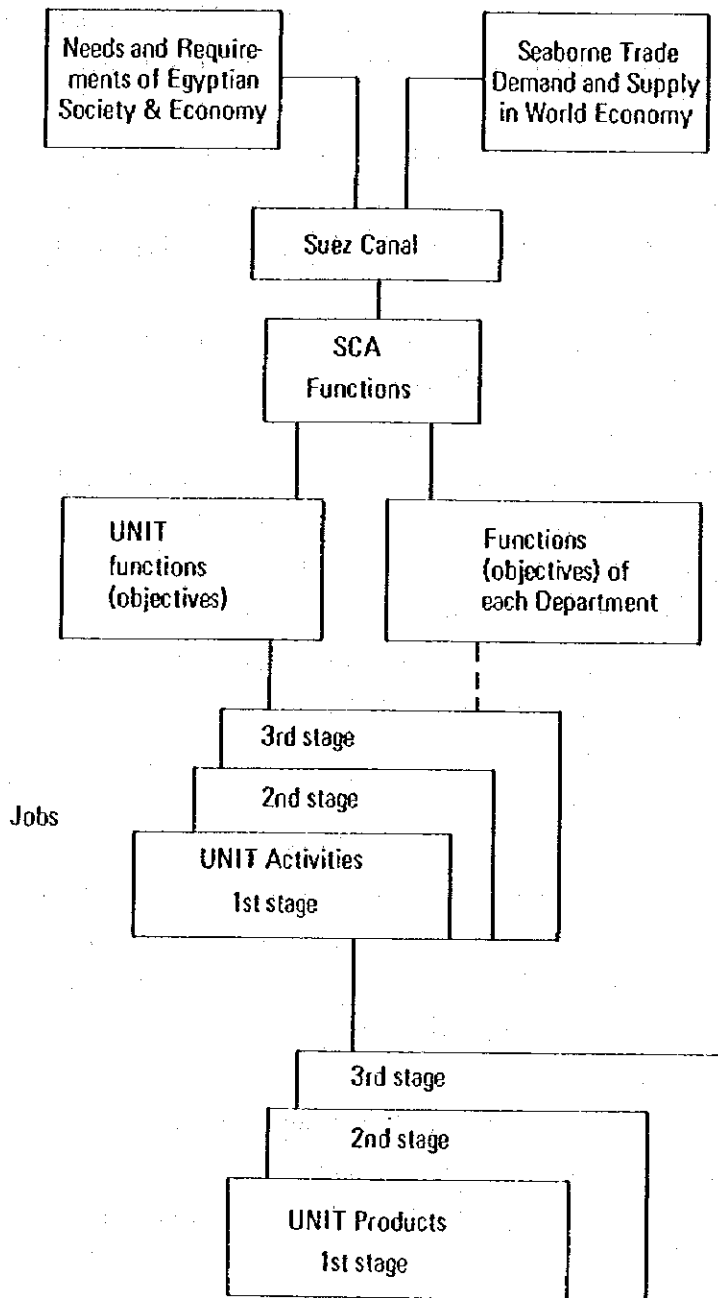 Needs and Require-
ments of Egyptian
Society & Economy
Seaborne Trade
Demand and Supply
in World Economy
Suez Canal
SCA
Functions
UNIT
functions
(objectives)
Functions
(objectives) of
each Department
3rd stage
2nd stage
Jobs
UNIT Activities
1st stage
3rd stage
2nd stage
UNIT Products
1st stage